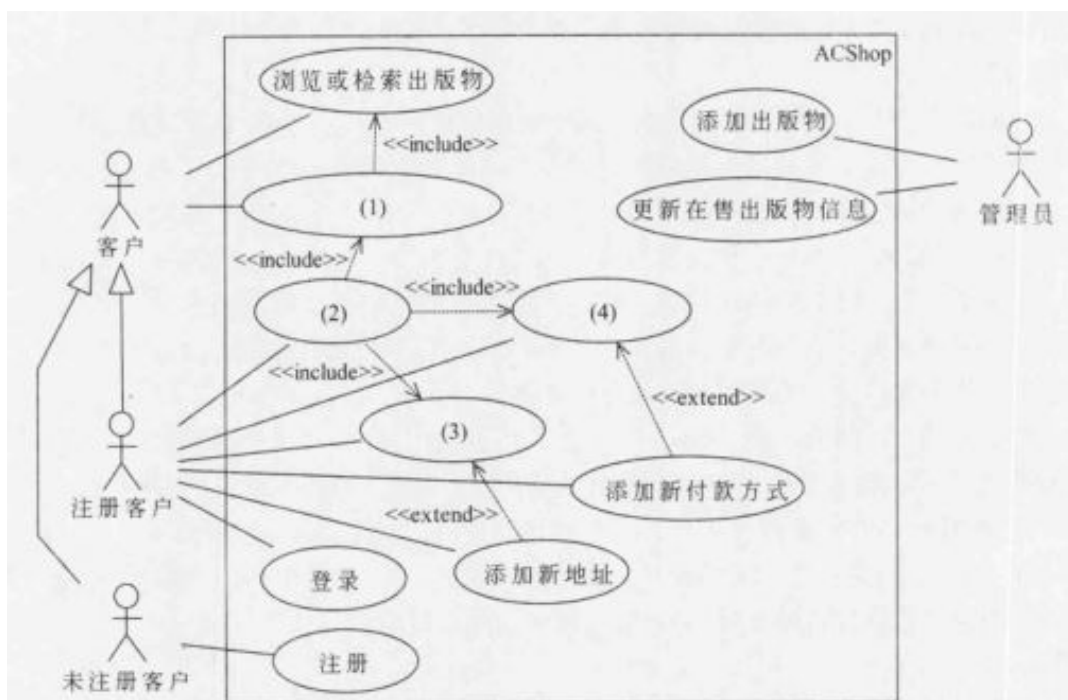 ACShop
浏览或检索出版物
添加出版物
<<include>>
(1)
更新在售出版物信息
客户
管理员
<<include>>
<<include>>
(2)
(4)
<<include>>
<<extend>>
(3)
注册客户
添加新付款方式
<<extend>>
登录
添加新地址
注册
未注册客户